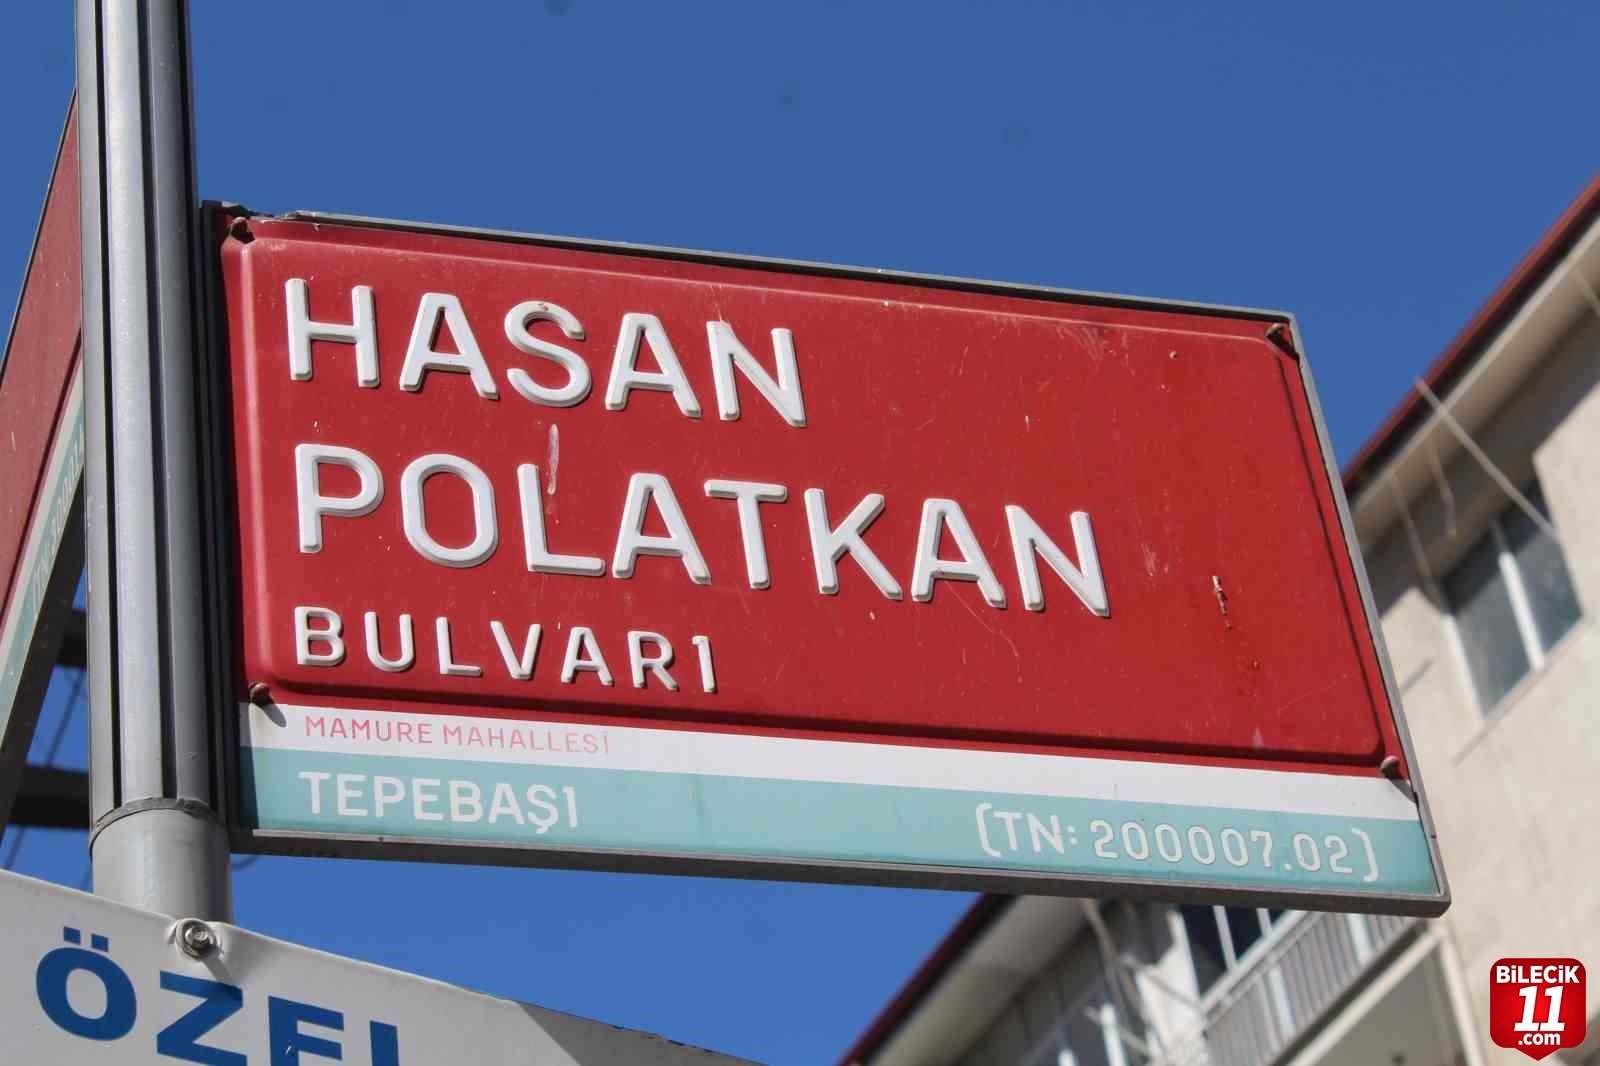 HASAN
POLATKAN
BULVARI
MAMURE MAHALLESİ
TEPEBAŞI
(TN: 200007.02)
ÖZEL
BİLECİK
11
.com